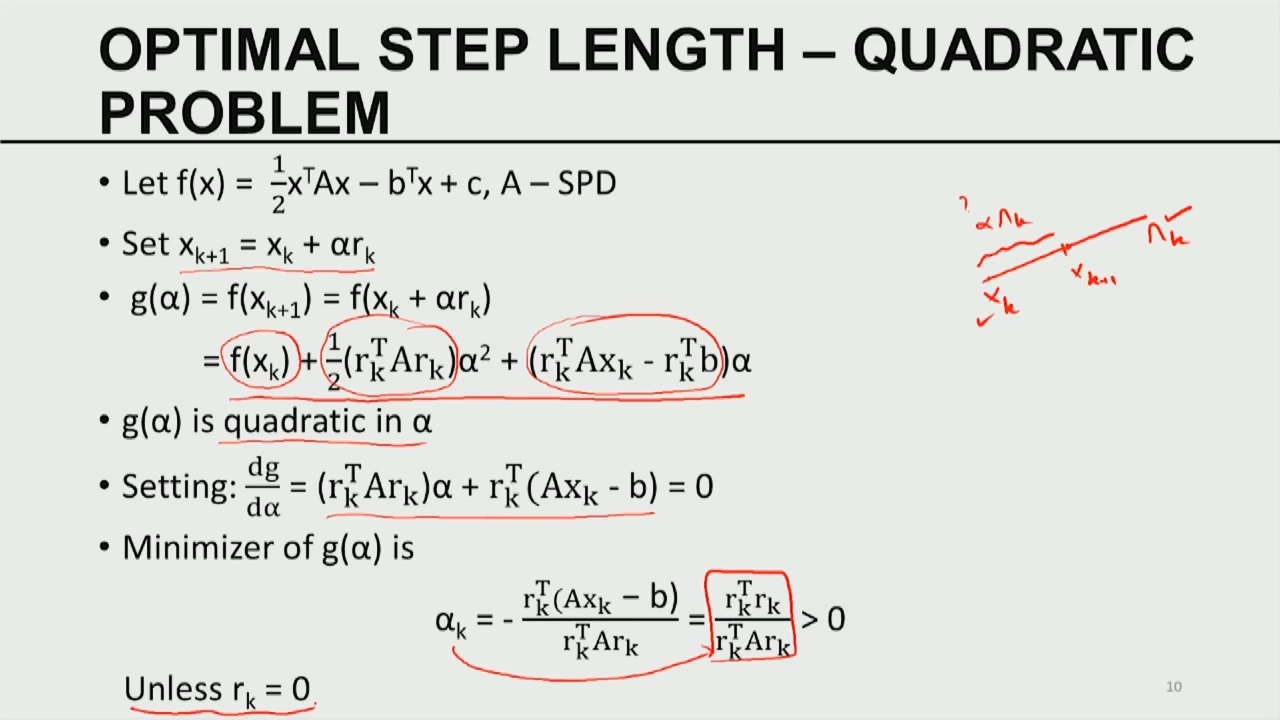 OPTIMAL STEP LENGTH – QUADRATIC
PROBLEM
• Let f(x) = ½xᵀAx – bᵀx + c, A – SPD
• Set xₖ₊₁ = xₖ + αrₖ
• g(α) = f(xₖ₊₁) = f(xₖ + αrₖ)
= f(xₖ) + ½(rₖᵀArₖ)α² + (rₖᵀAxₖ - rₖᵀb)α
• g(α) is quadratic in α
• Setting: dg/dα = (rₖᵀArₖ)α + rₖᵀ(Axₖ - b) = 0
• Minimizer of g(α) is
αₖ = - rₖᵀ(Axₖ – b) / rₖᵀArₖ = rₖᵀrₖ / rₖᵀArₖ > 0
Unless rₖ = 0
?
αrₖ
rₖ
xₖ₊₁
xₖ
10